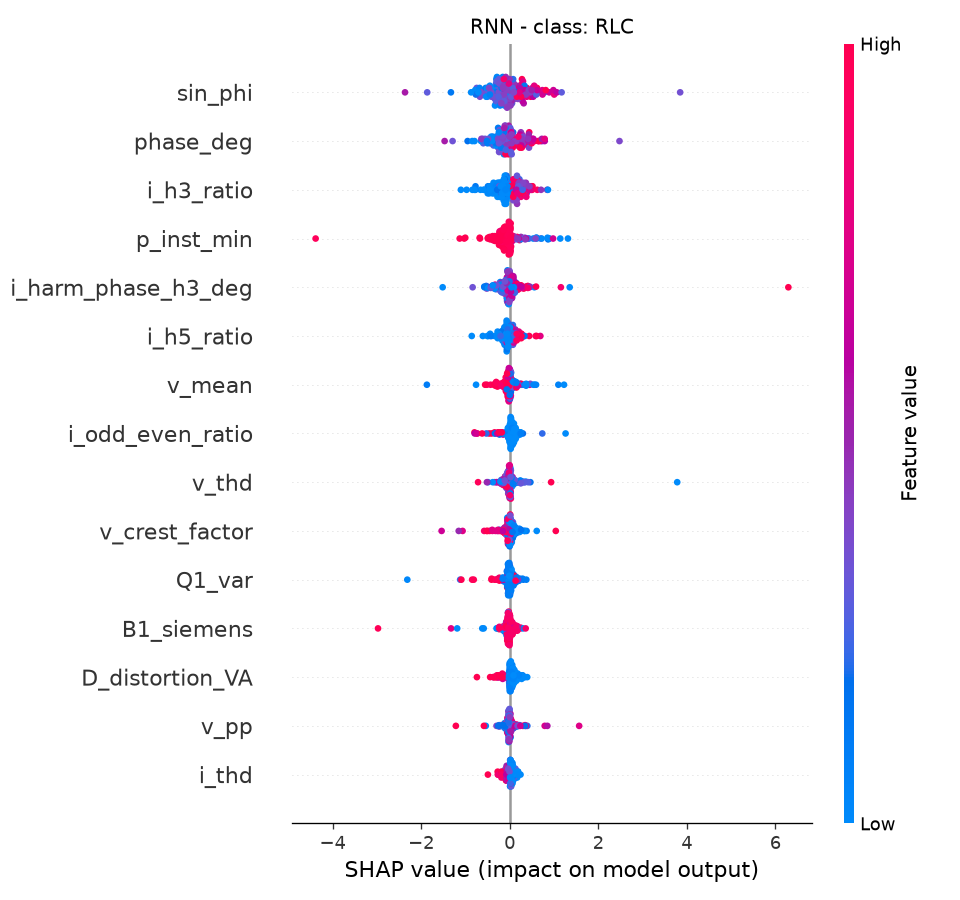 RNN - class: RLC
High
sin_phi
phase_deg
i_h3_ratio
p_inst_min
i_harm_phase_h3_deg
i_h5_ratio
v_mean
i_odd_even_ratio
v_thd
v_crest_factor
Q1_var
B1_siemens
D_distortion_VA
v_pp
i_thd
Feature value
Low
−4 −2 0 2 4 6
SHAP value (impact on model output)